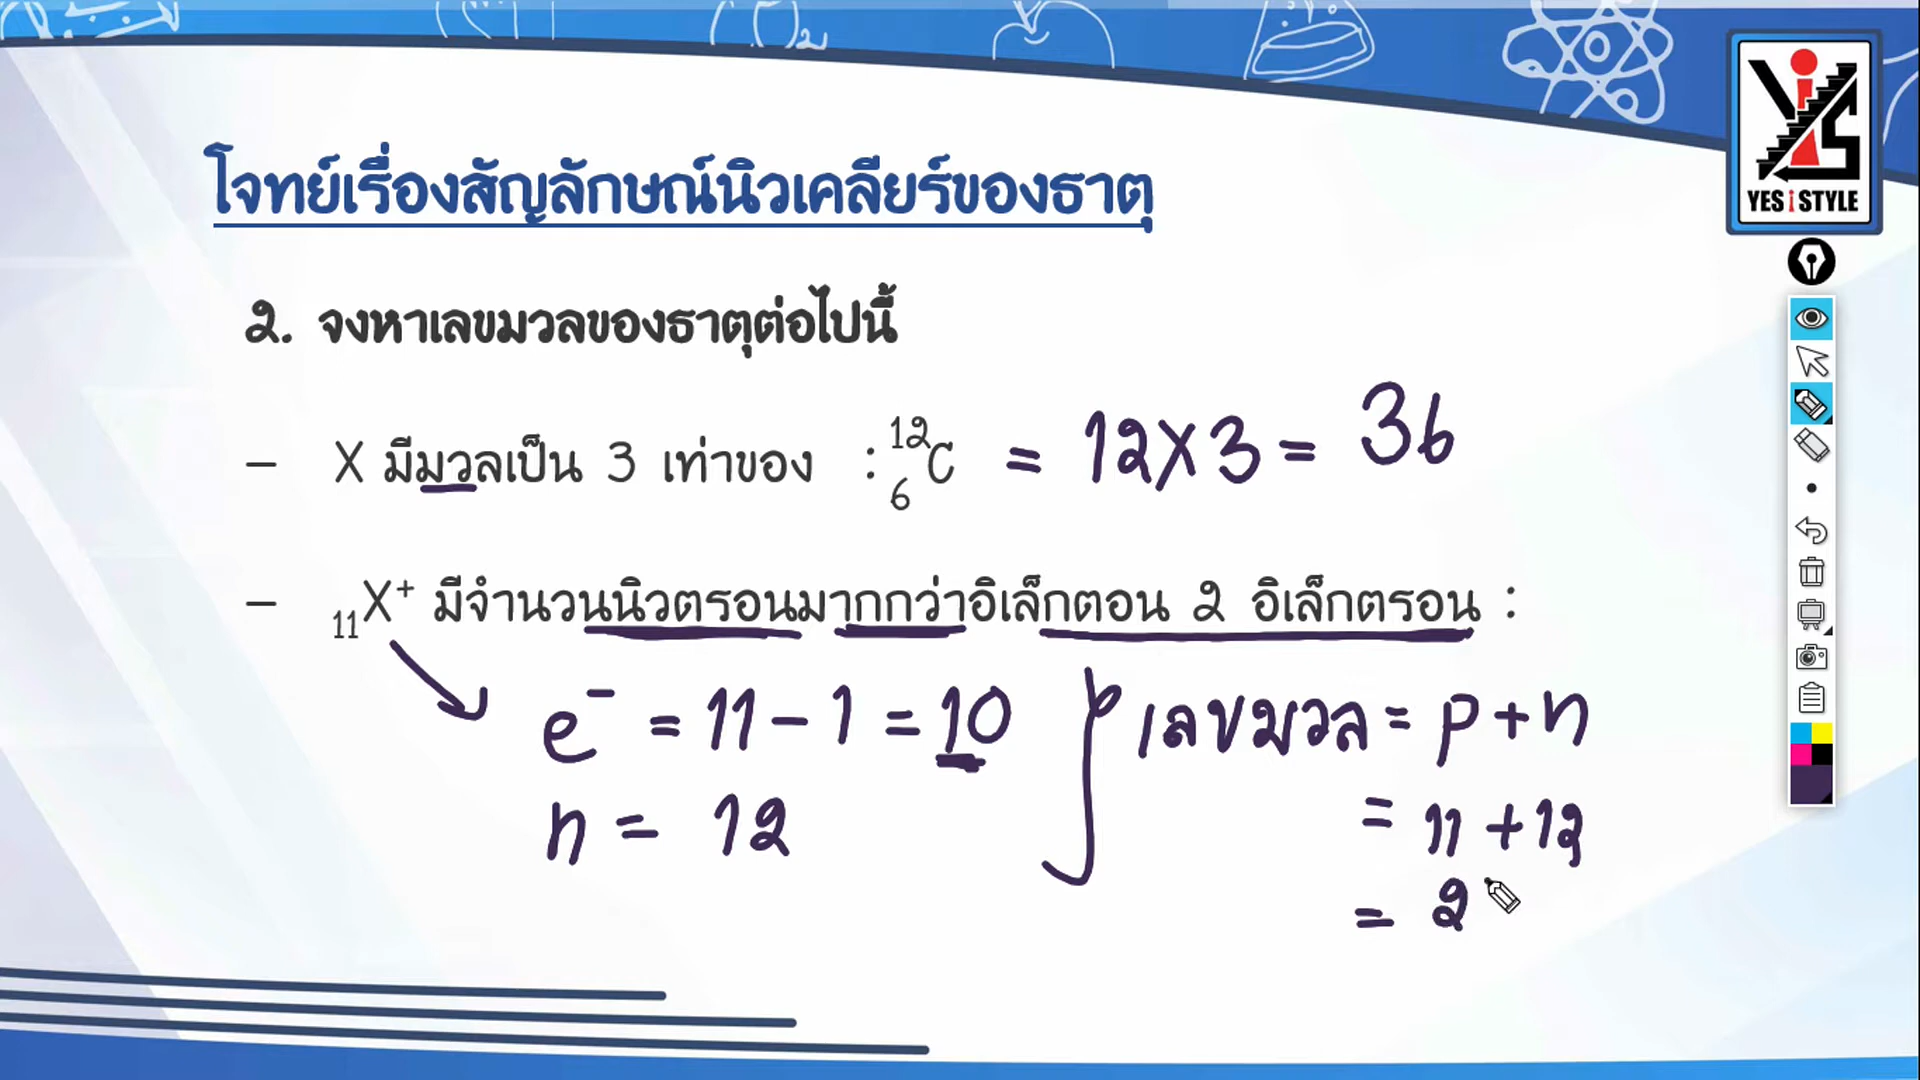 YES i STYLE
โจทย์เรื่องสัญลักษณ์นิวเคลียร์ของธาตุ
2. จงหาเลขมวลของธาตุต่อไปนี้
– X มีมวลเป็น 3 เท่าของ : ¹²₆C = 12X3 = 36
– ₁₁X⁺ มีจำนวนนิวตรอนมากกว่าอิเล็กตอน 2 อิเล็กตรอน :
e⁻ = 11 – 1 = 10 เลขมวล = p + n
n = 12 = 11 + 12
= 2